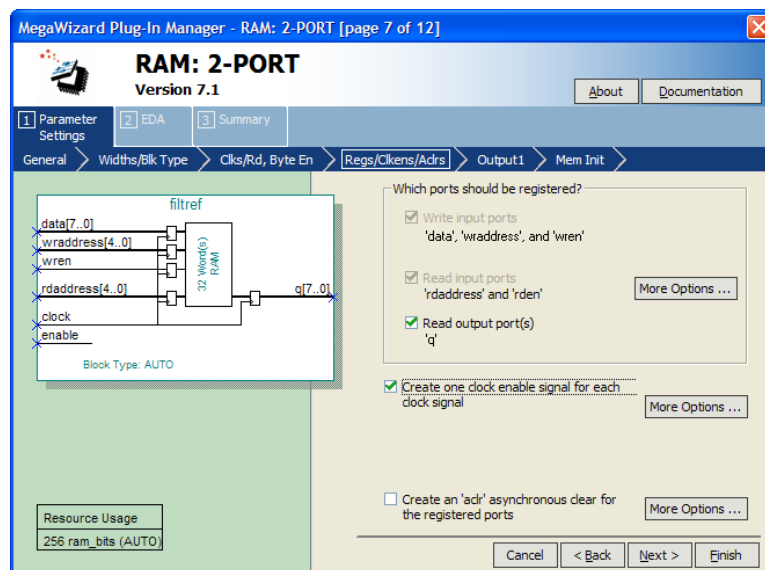 MegaWizard Plug-In Manager - RAM: 2-PORT [page 7 of 12]
RAM: 2-PORT
Version 7.1
About
Documentation
1 Parameter Settings
2 EDA
3 Summary
General
Widths/Blk Type
Clks/Rd, Byte En
Regs/Clkens/Aclrs
Output1
Mem Init
filtref
data[7..0]
wraddress[4..0]
wren
rdaddress[4..0]
clock
enable
32 Word(s)
RAM
q[7..0]
Block Type: AUTO
Resource Usage
256 ram_bits (AUTO)
Which ports should be registered?
Write input ports
'data', 'wraddress', and 'wren'
Read input ports
'rdaddress' and 'rden'
More Options ...
Read output port(s)
'q'
Create one clock enable signal for each
clock signal
More Options ...
Create an 'aclr' asynchronous clear for
the registered ports
More Options ...
Cancel
< Back
Next >
Finish